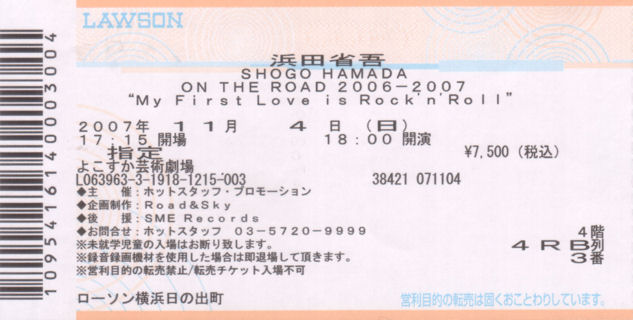 LAWSON
浜田省吾
SHOGO HAMADA
ON THE ROAD 2006-2007
“My First Love is Rock'n'Roll”
2007年 11月 4日 (日)
17:15 開場 18:00 開演
指定 ¥7,500 (税込)
よこすか芸術劇場
L063963-3-1918-1215-003 38421 071104
◆主 催:ホットスタッフ・プロモーション
◆企画制作:Road&Sky
◆後 援:SME Records
◆お問合せ:ホットスタッフ 03-5720-9999
※未就学児童の入場はお断り致します。
※録音録画機材を使用した場合は即退場して頂きます。
※営利目的の転売禁止/転売チケット入場不可
4階
4RB列
3番
ローソン横浜日の出町
営利目的の転売は固くおことわりしています。
1095416140003004